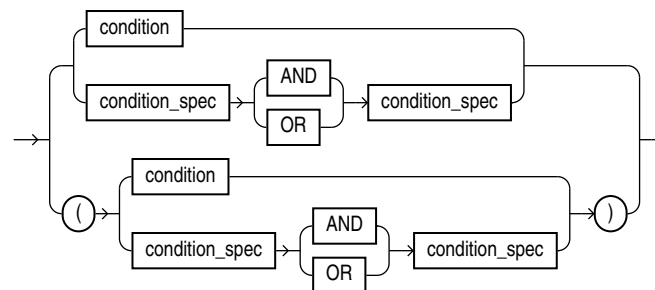 condition
AND
condition_spec condition_spec
OR
condition
( )
AND
condition_spec condition_spec
OR